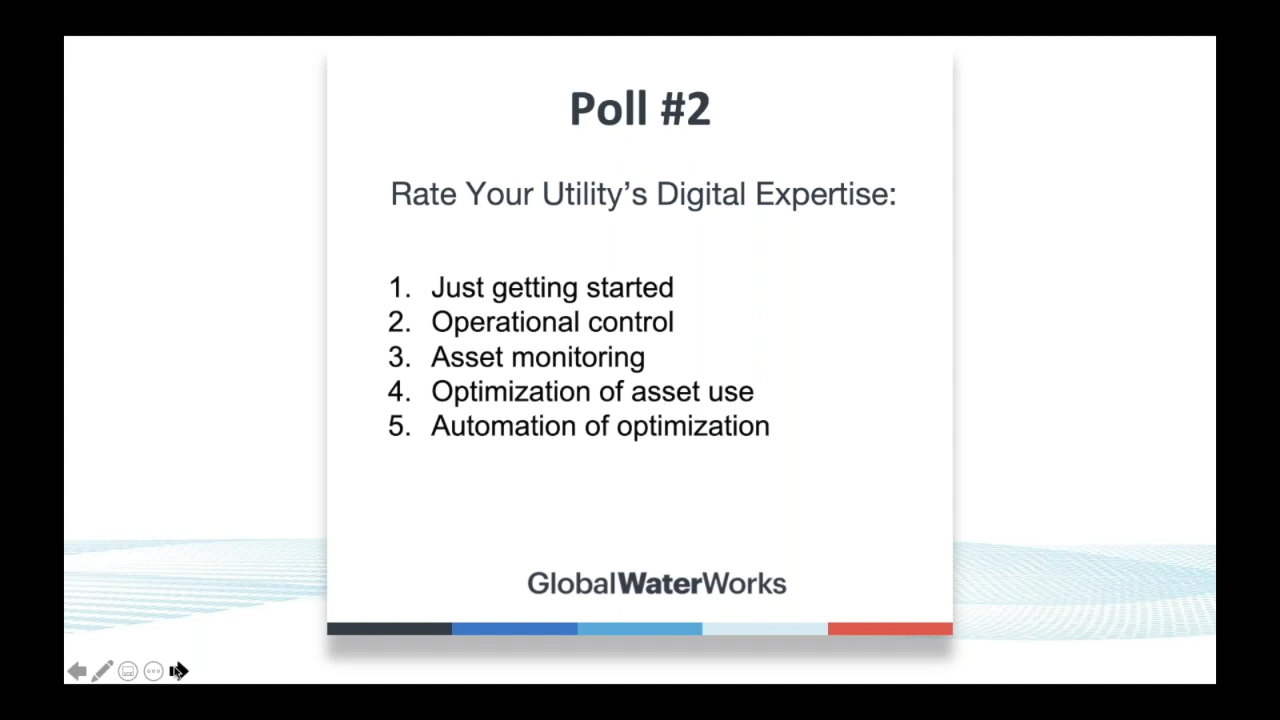 Poll #2
Rate Your Utility’s Digital Expertise:
1. Just getting started
2. Operational control
3. Asset monitoring
4. Optimization of asset use
5. Automation of optimization
GlobalWaterWorks